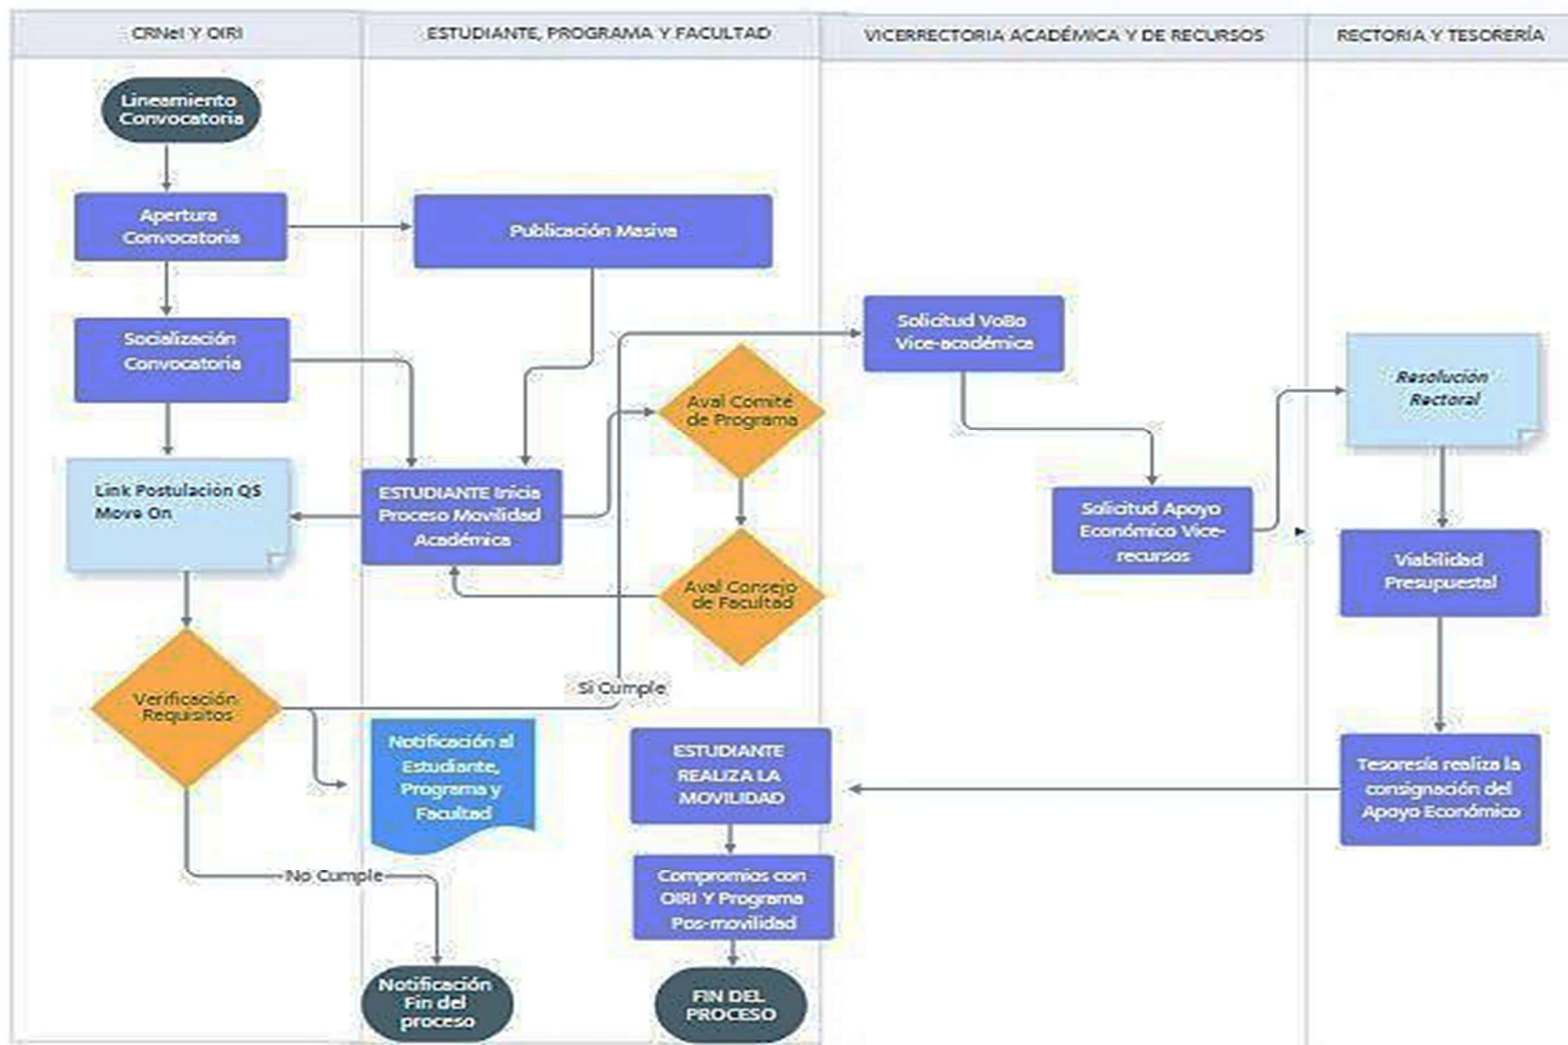 CRNeI Y OIRI
ESTUDIANTE, PROGRAMA Y FACULTAD
VICERRECTORIA ACADÉMICA Y DE RECURSOS
RECTORIA Y TESORERÍA
Lineamiento
Convocatoria
Apertura
Convocatoria
Publicación Masiva
Socialización
Convocatoria
Solicitud VoBo
Vice-académica
Resolución
Rectoral
Aval Comité
de Programa
Link Postulación QS
Move On
ESTUDIANTE Inicia
Proceso Movilidad
Académica
Solicitud Apoyo
Económico Vice-
recursos
Viabilidad
Presupuestal
Aval Consejo
de Facultad
Verificación
Requisitos
Si Cumple
Notificación al
Estudiante,
Programa y
Facultad
ESTUDIANTE
REALIZA LA
MOVILIDAD
Tesoresía realiza la
consignación del
Apoyo Económico
No Cumple
Compromios con
OIRI Y Programa
Pos-movilidad
Notificación
Fin del
proceso
FIN DEL
PROCESO